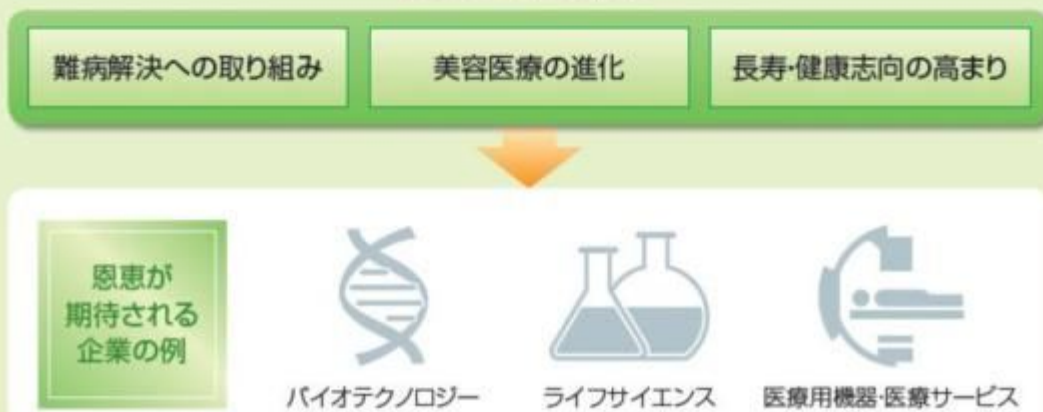 難病解決への取り組み
美容医療の進化
長寿・健康志向の高まり
恩恵が
期待される
企業の例
バイオテクノロジー
ライフサイエンス
医療用機器・医療サービス